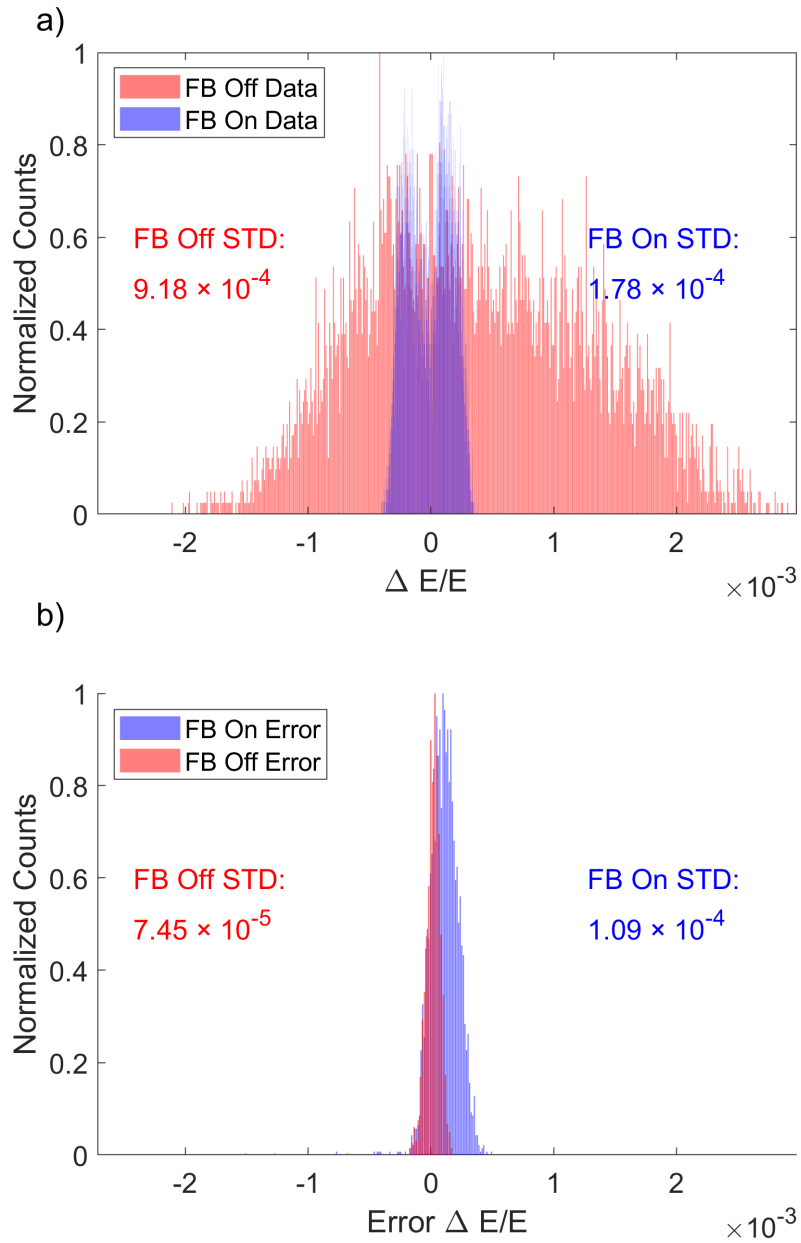 a)
1
0.8
0.6
0.4
0.2
0
Normalized Counts
FB Off Data
FB On Data
FB Off STD:
9.18 × 10⁻⁴
FB On STD:
1.78 × 10⁻⁴
-2 -1 0 1 2
Δ E/E
×10⁻³
b)
1
0.8
0.6
0.4
0.2
0
Normalized Counts
FB On Error
FB Off Error
FB Off STD:
7.45 × 10⁻⁵
FB On STD:
1.09 × 10⁻⁴
-2 -1 0 1 2
Error Δ E/E
×10⁻³